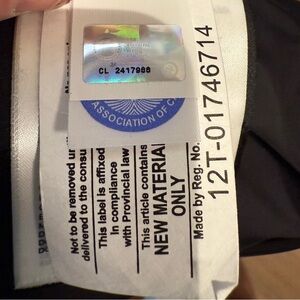 CL 2417988
ASSOCIATION OF C
Not to be removed
delivered to the consu
This label is affixed
In compliance
with Provincial law
This article contains
NEW MATERIAL
ONLY
Made by Reg. No.
12T-01746714